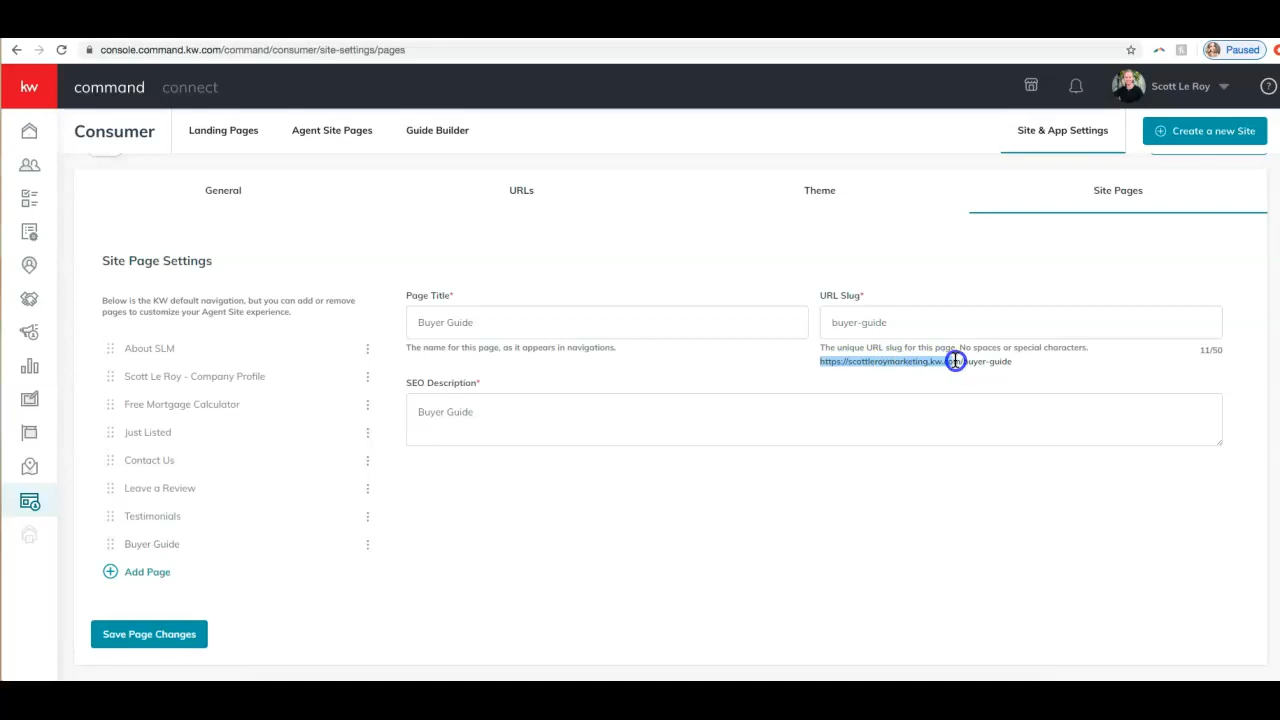 console.command.kw.com/command/consumer/site-settings/pages
Paused
kw
command
connect
Scott Le Roy
?
Consumer
Landing Pages
Agent Site Pages
Guide Builder
Site & App Settings
Create a new Site
General
URLs
Theme
Site Pages
Site Page Settings
Below is the KW default navigation, but you can add or remove
pages to customize your Agent Site experience.
About SLM
Scott Le Roy - Company Profile
Free Mortgage Calculator
Just Listed
Contact Us
Leave a Review
Testimonials
Buyer Guide
Add Page
Save Page Changes
Page Title*
Buyer Guide
The name for this page, as it appears in navigations.
URL Slug*
buyer-guide
The unique URL slug for this page. No spaces or special characters.
11/50
https://scottleroymarketing.kw.com/buyer-guide
SEO Description*
Buyer Guide